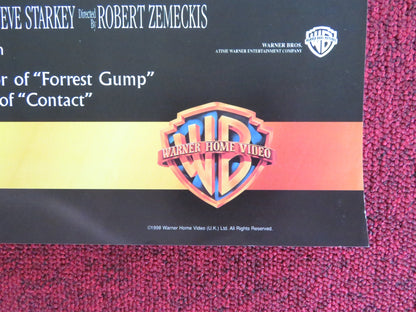 EVE STARKEY Directed By ROBERT ZEMECKIS
WB
WARNER BROS.
A TIME WARNER ENTERTAINMENT COMPANY
r of “Forrest Gump”
of “Contact”
WB
WARNER HOME VIDEO
©1998 Warner Home Video (U.K.) Ltd. All Rights Reserved.